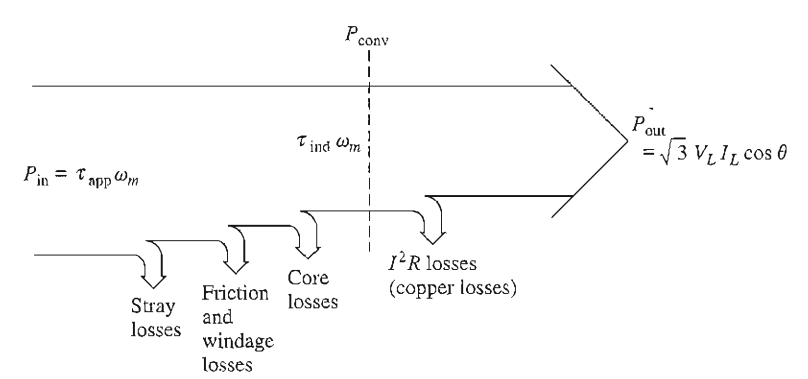 P_conv
τ_ind ω_m
P_out
= √3 V_L I_L cos θ
P_in = τ_app ω_m
I²R losses
(copper losses)
Core
losses
Friction
and
windage
losses
Stray
losses